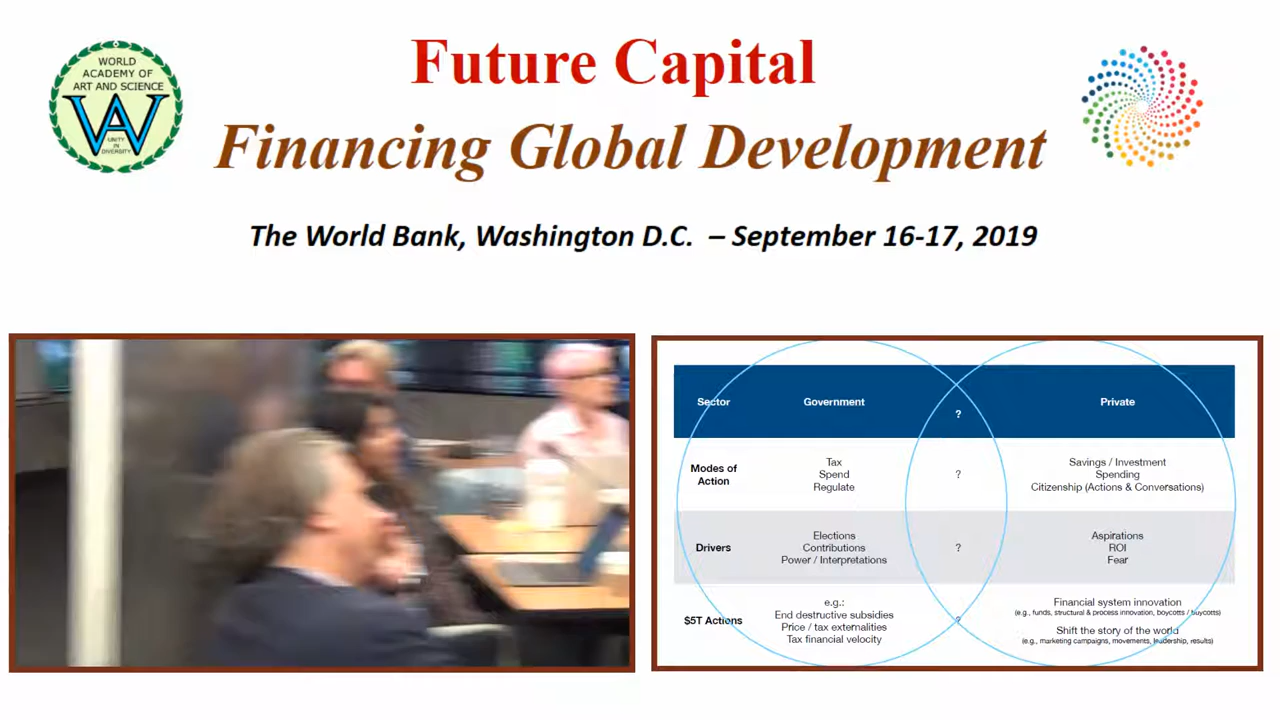 WORLD
ACADEMY OF
ART AND SCIENCE
UNITY
IN
DIVERSITY
Future Capital
Financing Global Development
The World Bank, Washington D.C. – September 16-17, 2019
Sector Government ? Private
Modes of
Action
Tax
Spend
Regulate
?
Savings / Investment
Spending
Citizenship (Actions & Conversations)
Drivers
Elections
Contributions
Power / Interpretations
?
Aspirations
ROI
Fear
$5T Actions
e.g.:
End destructive subsidies
Price / tax externalities
Tax financial velocity
?
Financial system innovation
(e.g., funds, structural & process innovation, boycotts / buycotts)
Shift the story of the world
(e.g., marketing campaigns, movements, leadership, results)